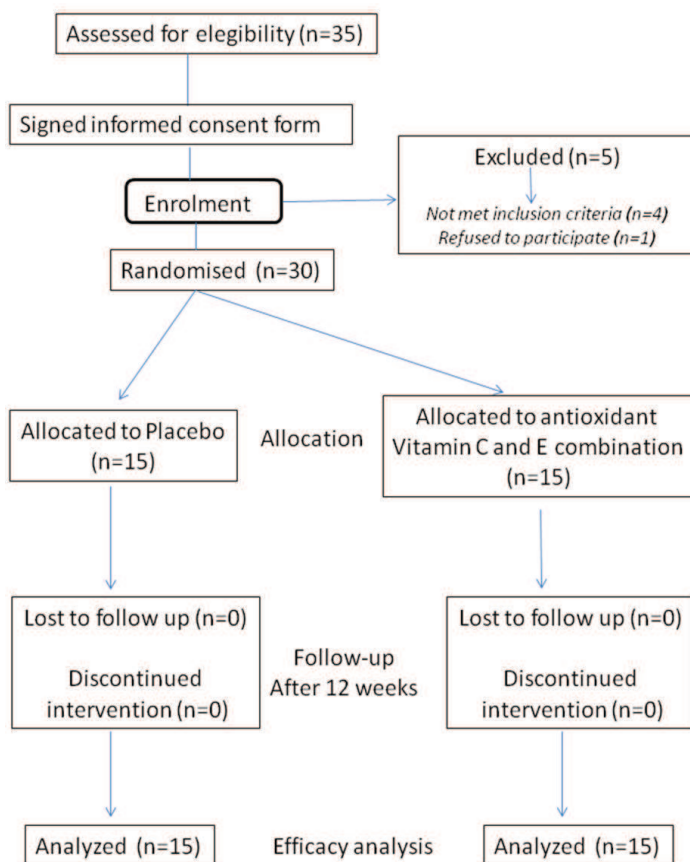 Assessed for elegibility (n=35)
Signed informed consent form
Excluded (n=5)
Not met inclusion criteria (n=4)
Refused to participate (n=1)
Enrolment
Randomised (n=30)
Allocated to Placebo
(n=15)
Allocation
Allocated to antioxidant
Vitamin C and E combination
(n=15)
Lost to follow up (n=0)
Discontinued
intervention (n=0)
Follow-up
After 12 weeks
Lost to follow up (n=0)
Discontinued
intervention (n=0)
Analyzed (n=15)
Efficacy analysis
Analyzed (n=15)